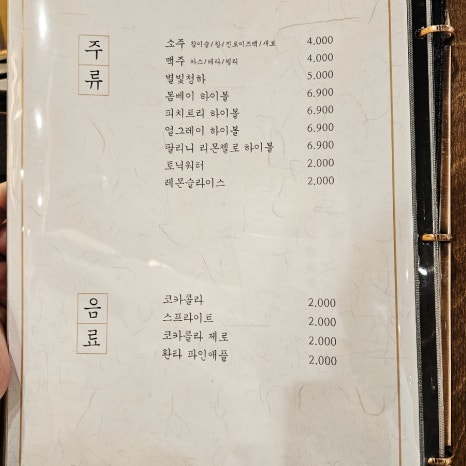 주류
소주 참이슬/참/진로이즈백/새로 4,000
맥주 카스/테라/켈리 4,000
별빛청하 5,000
봄베이 하이볼 6,900
피치트리 하이볼 6,900
얼그레이 하이볼 6,900
팔리니 리몬첼로 하이볼 6,900
토닉워터 2,000
레몬슬라이스 2,000
음료
코카콜라 2,000
스프라이트 2,000
코카콜라 제로 2,000
환타 파인애플 2,000